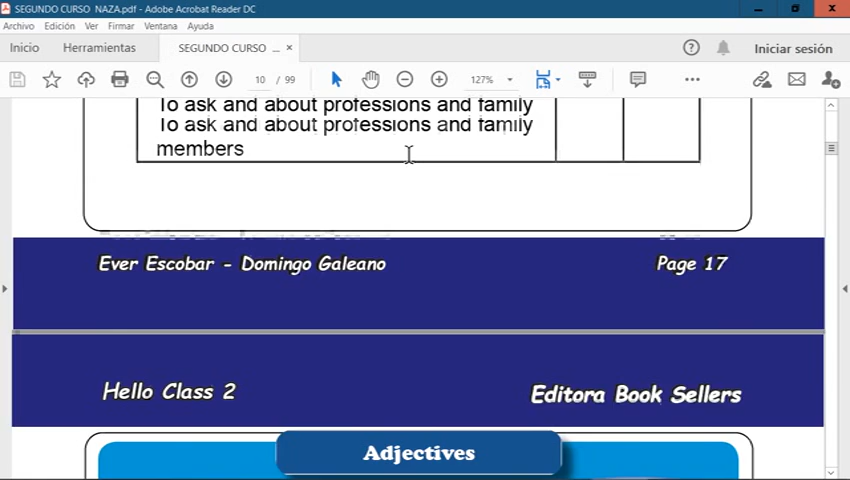 SEGUNDO CURSO NAZA.pdf - Adobe Acrobat Reader DC
Archivo Edición Ver Firmar Ventana Ayuda
Inicio Herramientas SEGUNDO CURSO ... × Iniciar sesión
10 / 99 127%
To ask and about professions and family
To ask and about professions and family
members
Ever Escobar - Domingo Galeano Page 17
Hello Class 2 Editora Book Sellers
Adjectives